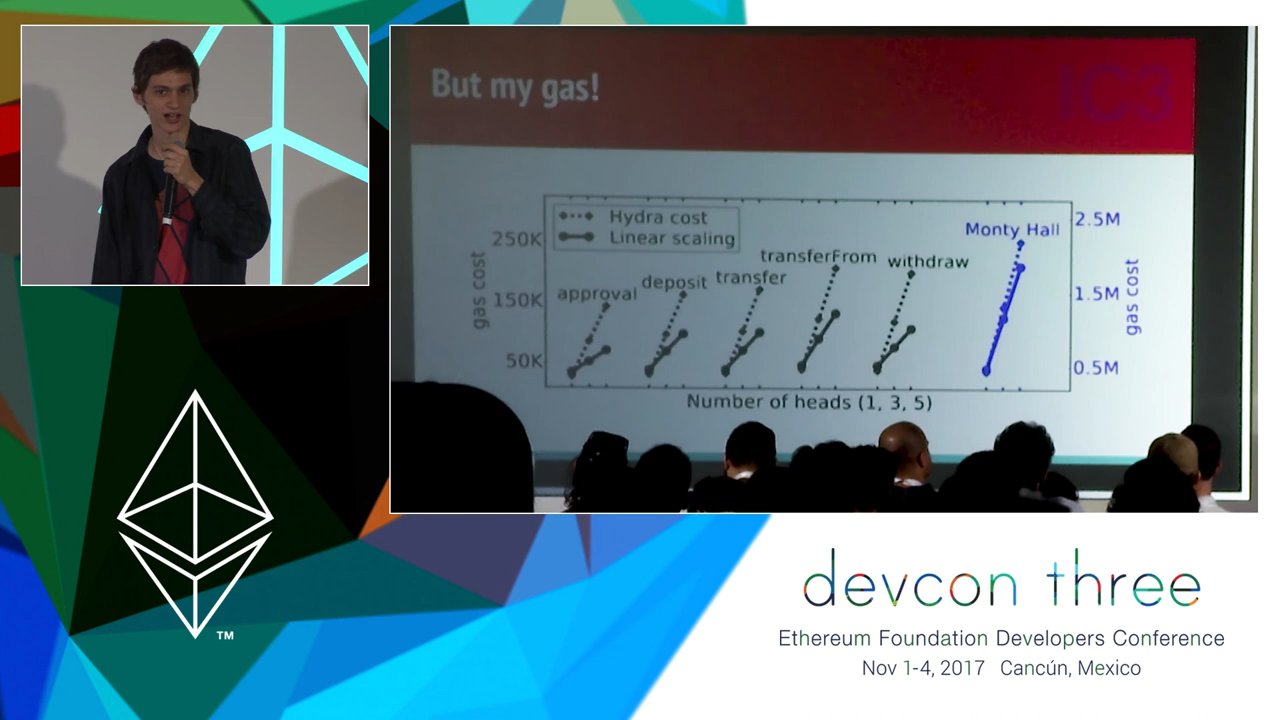 But my gas!
IC3
Hydra cost
Linear scaling
250K
150K
50K
gas cost
approval
deposit
transfer
transferFrom
withdraw
Monty Hall
2.5M
1.5M
0.5M
gas cost
Number of heads (1, 3, 5)
TM
devcon three
Ethereum Foundation Developers Conference
Nov 1-4, 2017 Cancún, Mexico